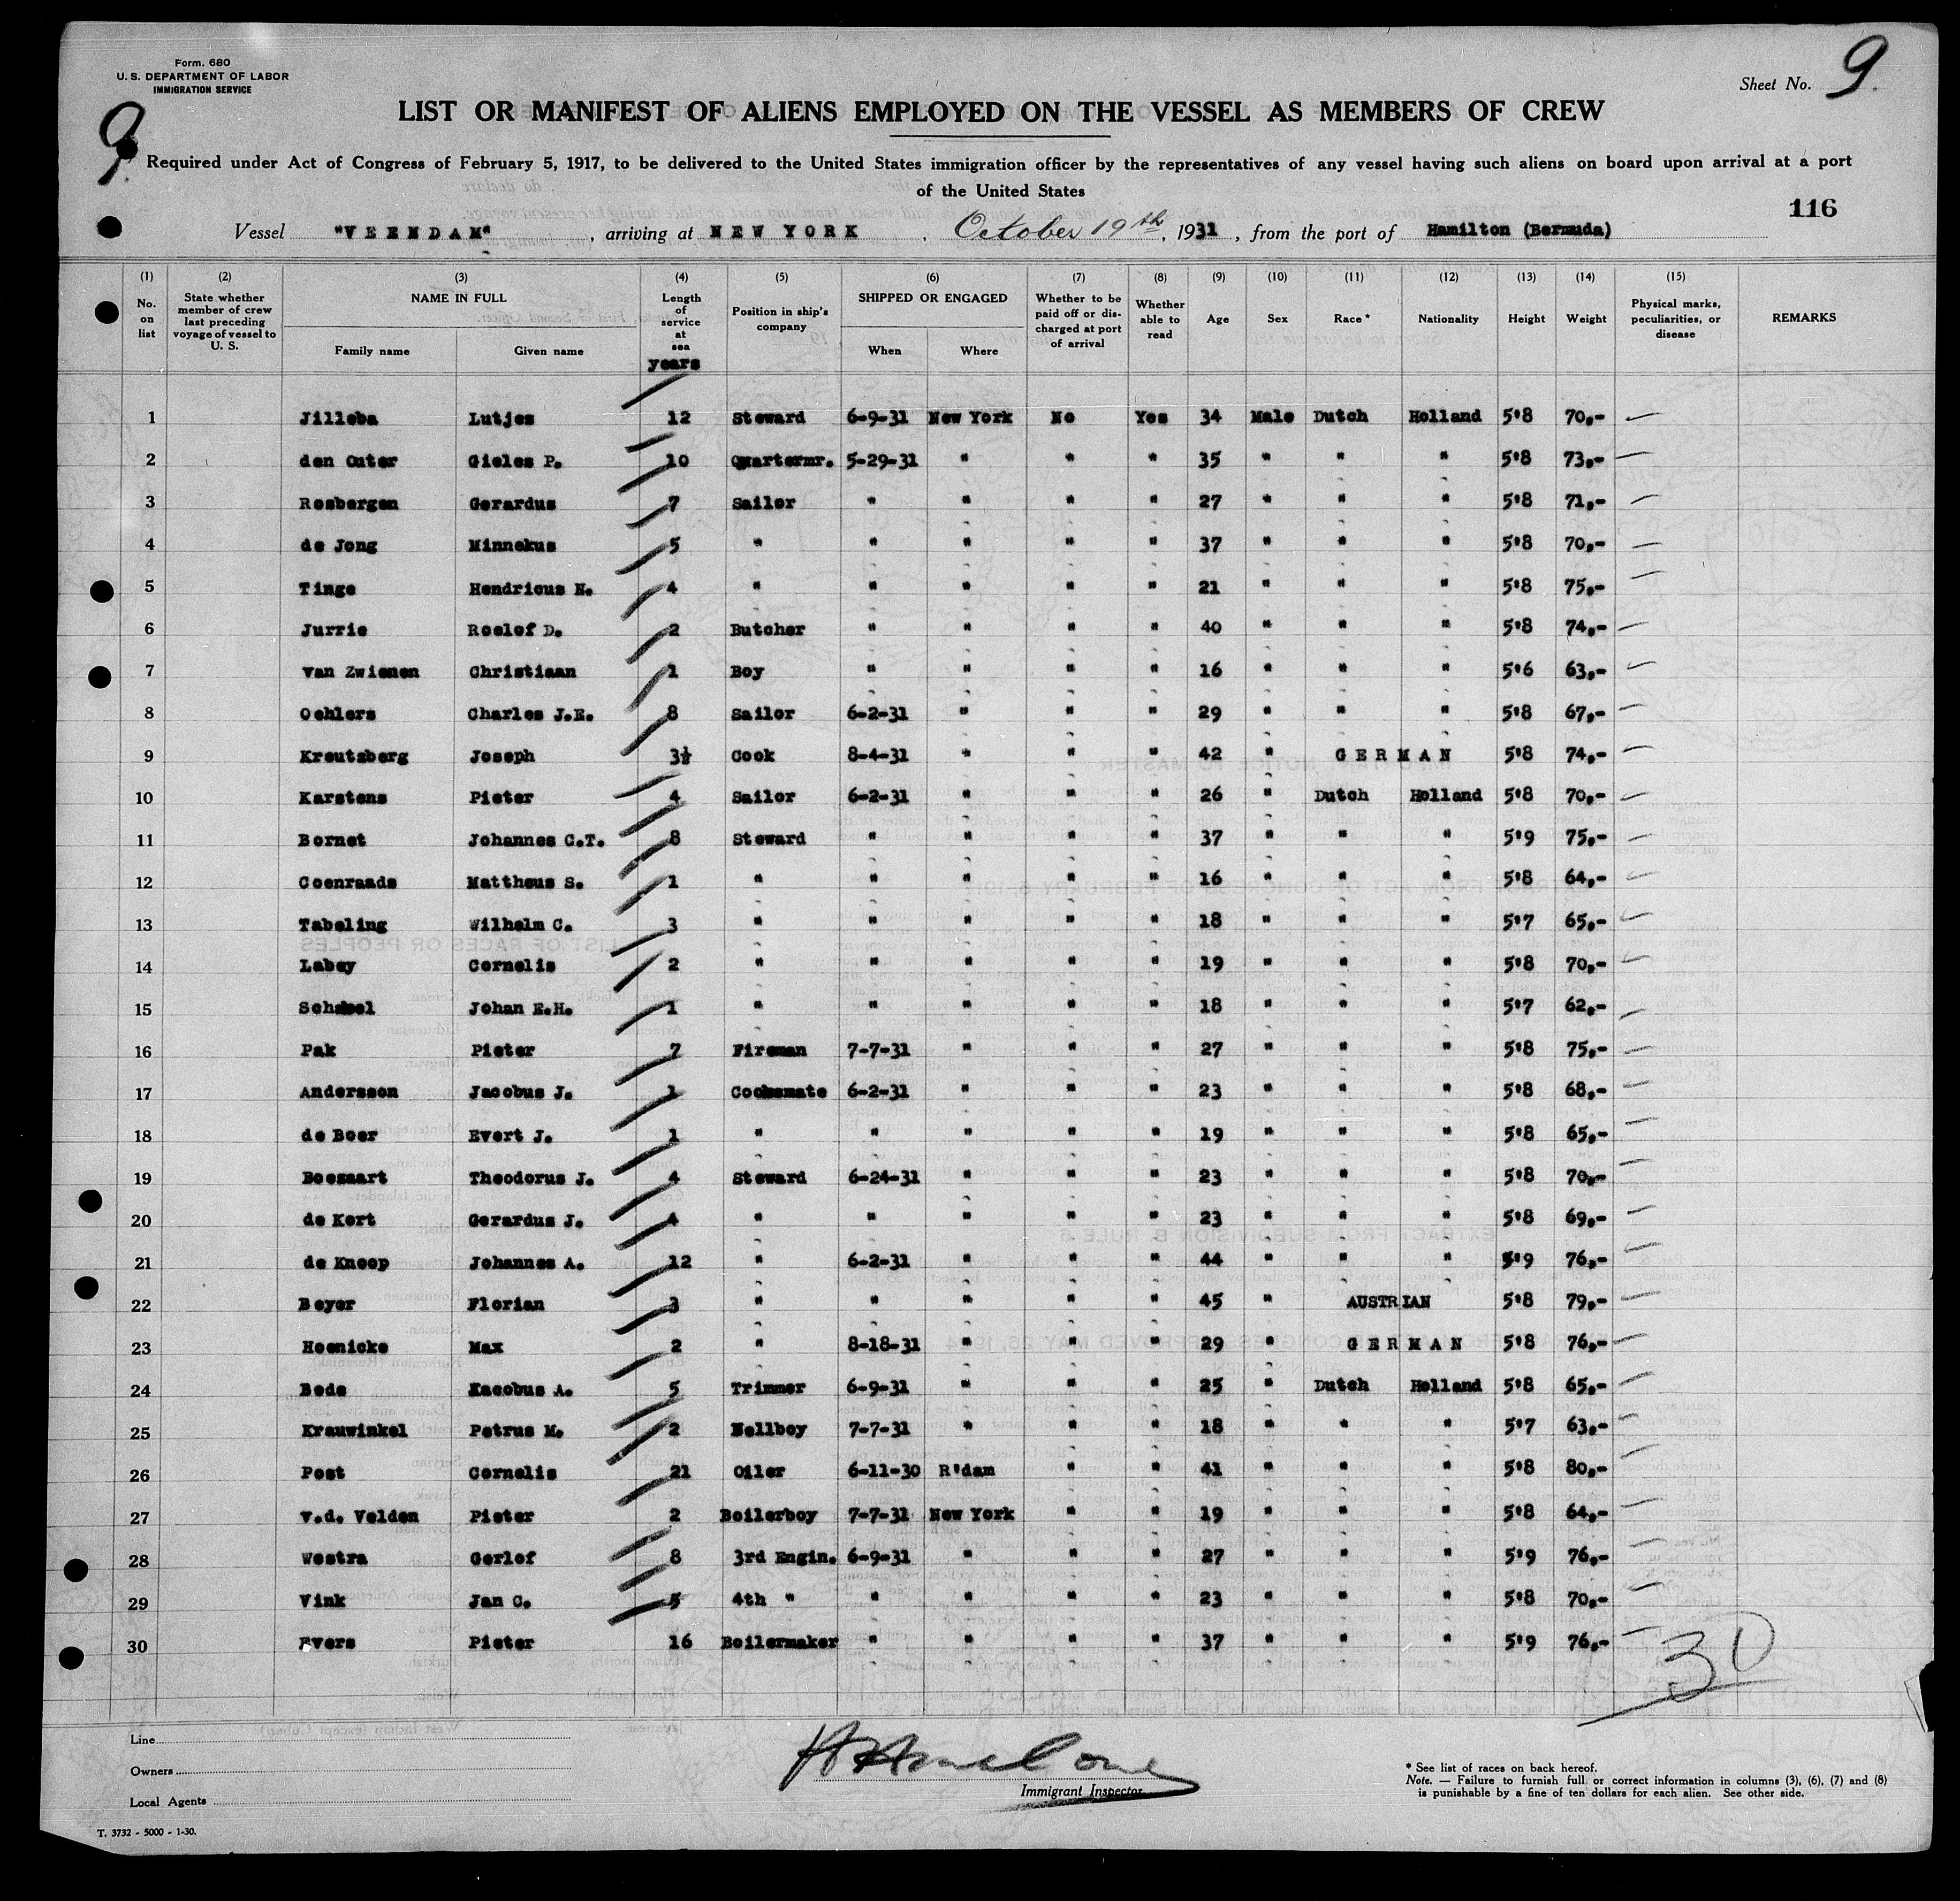 Form. 680
U. S. DEPARTMENT OF LABOR
IMMIGRATION SERVICE
Sheet No. 9.
9
LIST OR MANIFEST OF ALIENS EMPLOYED ON THE VESSEL AS MEMBERS OF CREW
Required under Act of Congress of February 5, 1917, to be delivered to the United States immigration officer by the representatives of any vessel having such aliens on board upon arrival at a port
of the United States
116
Vessel "VEENDAM", arriving at NEW YORK, October 19th, 1931, from the port of Hamilton (Bermuda)
(1) (2) (3) (4) (5) (6) (7) (8) (9) (10) (11) (12) (13) (14) (15)
No. on list State whether member of crew last preceding voyage of vessel to U. S. NAME IN FULL Family name Given name Length of service at sea years Position in ship's company SHIPPED OR ENGAGED When Where Whether to be paid off or discharged at port of arrival Whether able to read Age Sex Race * Nationality Height Weight Physical marks, peculiarities, or disease REMARKS
1 Jilleba Lutjes 12 Steward 6-9-31 New York No Yes 34 Male Dutch Holland 5'8 70,-
2 den Outer Gieles P. 10 Quartermr. 5-29-31 " " " 35 " " " 5'8 73,-
3 Rosbergen Gerardus 7 Sailor " " " " 27 " " " 5'8 71,-
4 de Jong Minnekus 5 " " " " " 37 " " " 5'8 70,-
5 Tinge Hendricus N. 4 " " " " " 21 " " " 5'8 75,-
6 Jurrie Roelof D. 2 Butcher " " " " 40 " " " 5'8 74,-
7 van Zwienen Christiaan 1 Boy " " " " 16 " " " 5'6 63,-
8 Oehlers Charles J.E. 8 Sailor 6-2-31 " " " 29 " " " 5'8 67,-
9 Kreutzberg Joseph 3½ Cook 8-4-31 " " " 42 " GERMAN 5'8 74,-
10 Karstens Pieter 4 Sailor 6-2-31 " " " 26 " Dutch Holland 5'8 70,-
11 Bornet Johannes C.T. 8 Steward " " " " 37 " " " 5'9 75,-
12 Coenraads Mattheus S. 1 " " " " " 16 " " " 5'8 64,-
13 Tabeling Wilhelm C. 3 " " " " " 18 " " " 5'7 65,-
14 Labey Cornelis 2 " " " " " 19 " " " 5'8 70,-
15 Johan E.H. 1 " " " " " 18 " " " 5'7 62,-
16 Pak Pieter 7 Fireman 7-7-31 " " " 27 " " " 5'8 75,-
17 Andersson Jacobus J. 1 Cooksmate 6-2-31 " " " 23 " " " 5'8 68,-
18 de Boer Evert J. 1 " " " " " 19 " " " 5'8 65,-
19 Boezaart Theodorus J. 4 Steward 6-24-31 " " " 23 " " " 5'8 70,-
20 de Kort Gerardus J. 4 " " " " " 23 " " " 5'8 69,-
21 de Knoop Johannes A. 12 " 6-2-31 " " " 44 " " " 5'9 76,-
22 Beyer Florian 3 " " " " " 45 " AUSTRIAN 5'8 79,-
23 Hoenicke Max 2 " 8-18-31 " " " 29 " GERMAN 5'8 76,-
24 Bode Kacobus A. 5 Trimmer 6-9-31 " " " 25 " Dutch Holland 5'8 65,-
25 Krauwinkel Petrus M. 2 Bellboy 7-7-31 " " " 18 " " " 5'7 63,-
26 Post Cornelis 21 Oiler 6-11-30 R'dam " " 41 " " " 5'8 80,-
27 v.d. Velden Pieter 2 Boilerboy 7-7-31 New York " " 19 " " " 5'8 64,-
28 Westra Gerlof 8 3rd Engin. 6-9-31 " " " 27 " " " 5'9 76,-
29 Vink Jan C. 5 4th " " " " " 23 " " " 5'8 70,-
30 Evers Pieter 16 Boilermaker " " " " 37 " " " 5'9 76,-
30
Line
Owners
Local Agents
Immigrant Inspector
* See list of races on back hereof.
Note. — Failure to furnish full or correct information in columns (3), (6), (7) and (8)
is punishable by a fine of ten dollars for each alien. See other side.
T. 3732 - 5000 - 1-30.